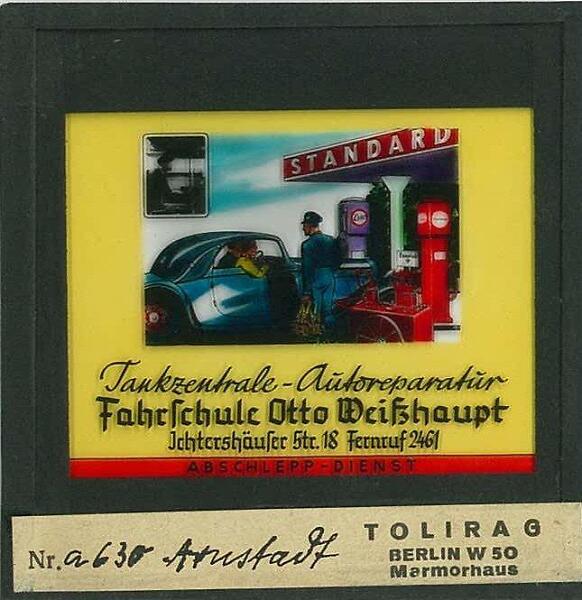 STANDARD
Tankzentrale - Autoreparatur
Fahrschule Otto Weißhaupt
Ichtershäuser Str. 18 Fernruf 2461
ABSCHLEPP-DIENST
Nr. a 630 Arnstadt
TOLIRAG
BERLIN W 50
Marmorhaus